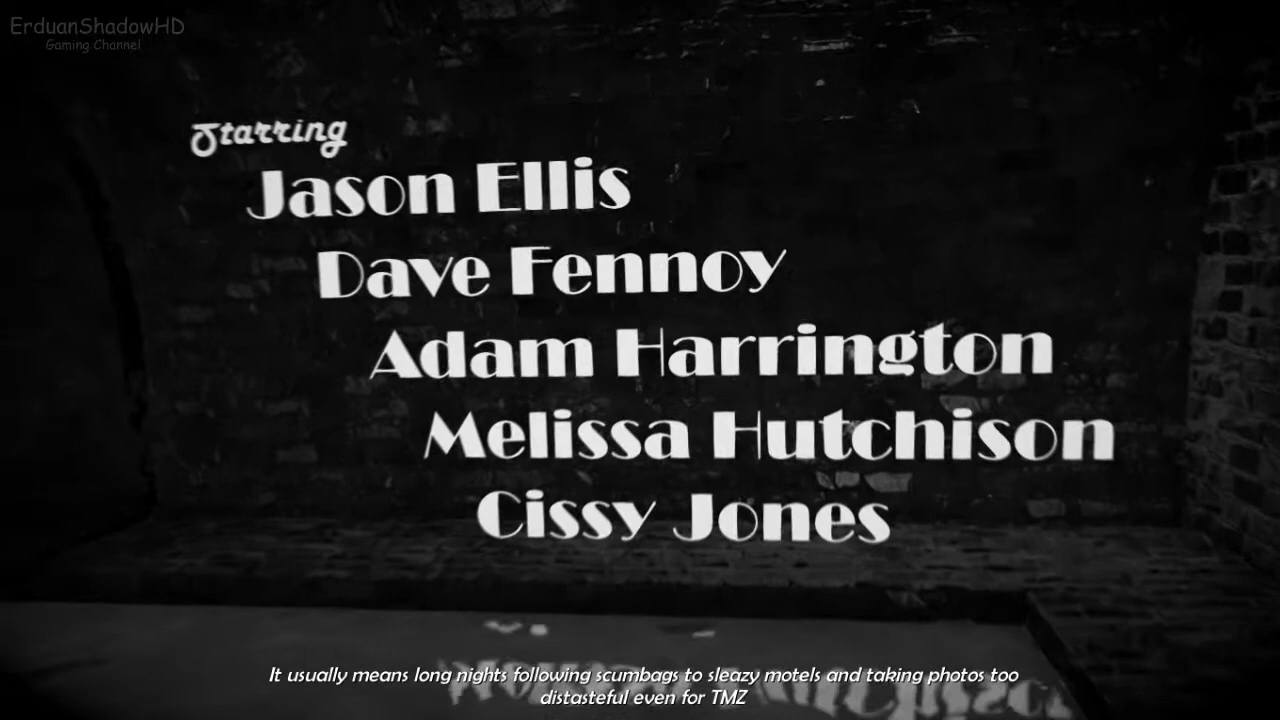 ErduanShadowHD
Gaming Channel
Starring
Jason Ellis
Dave Fennoy
Adam Harrington
Melissa Hutchison
Cissy Jones
It usually means long nights following scumbags to sleazy motels and taking photos too
distasteful even for TMZ